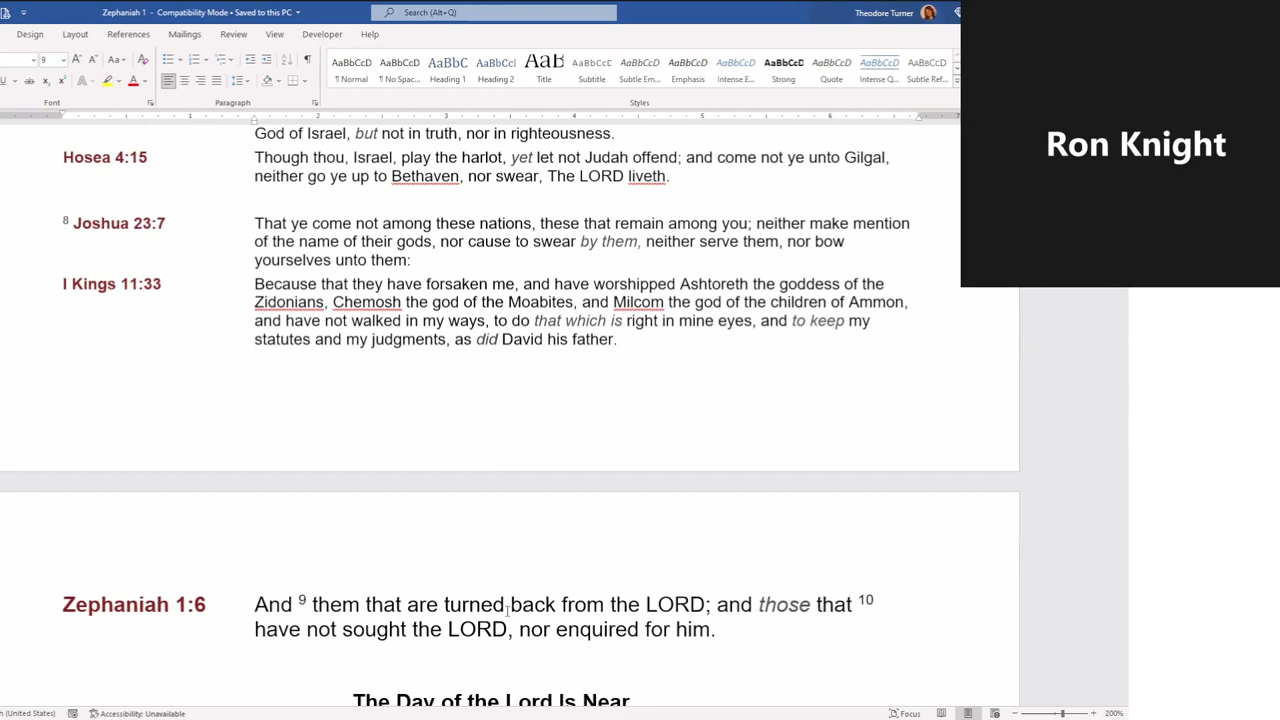 Zephaniah 1 - Compatibility Mode • Saved to this PC
Search (Alt+Q)
Theodore Turner
Design Layout References Mailings Review View Developer Help
9
AaBbCcD AaBbCcD AaBbC AaBbCcI AaB AaBbCcD AaBbCcD AaBbCcD AaBbCcD AaBbCcD AaBbCcD AaBbCcD AaBbCcD
¶ Normal ¶ No Spac... Heading 1 Heading 2 Title Subtitle Subtle Em... Emphasis Intense E... Strong Quote Intense Q... Subtle Ref...
Font Paragraph Styles
1 2 3 4 5 6 7
Ron Knight
God of Israel, but not in truth, nor in righteousness.
Hosea 4:15 Though thou, Israel, play the harlot, yet let not Judah offend; and come not ye unto Gilgal,
neither go ye up to Bethaven, nor swear, The LORD liveth.
8 Joshua 23:7 That ye come not among these nations, these that remain among you; neither make mention
of the name of their gods, nor cause to swear by them, neither serve them, nor bow
yourselves unto them:
I Kings 11:33 Because that they have forsaken me, and have worshipped Ashtoreth the goddess of the
Zidonians, Chemosh the god of the Moabites, and Milcom the god of the children of Ammon,
and have not walked in my ways, to do that which is right in mine eyes, and to keep my
statutes and my judgments, as did David his father.
Zephaniah 1:6 And 9 them that are turned back from the LORD; and those that 10
have not sought the LORD, nor enquired for him.
The Day of the Lord Is Near
h (United States) Accessibility: Unavailable Focus 200%